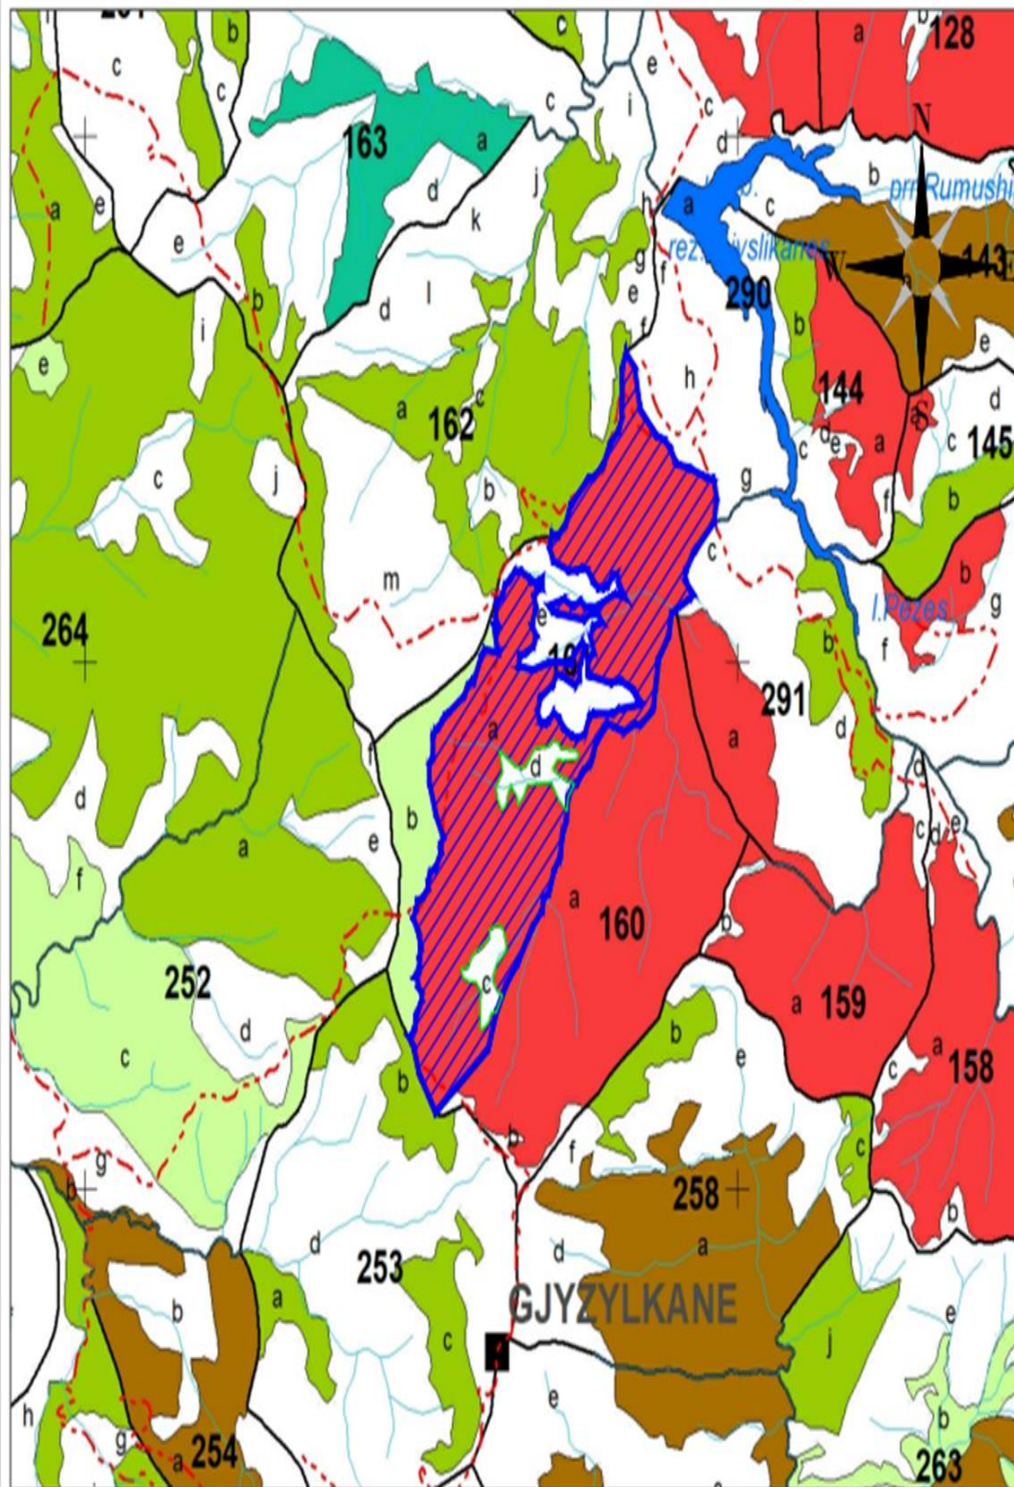 b
c
128
a
c
e
c
c
i
c
163
a
d
N
d
b
j
h
a
prr.Rumushi
a
e
k
c
e
g
W
143
E
b
d
l
e
f
290
a
i
f
b
e
e
h
144
d
a
162
c
S
c
145
d
e
a
c
j
b
g
c
f
b
c
m
b
e
l.Pezes
g
264
b
f
291
a
a
d
f
d
d
d
b
e
c
d
e
a
f
a
160
b
252
c
a
159
d
b
e
a
158
c
c
b
b
f
c
g
b
258
b
d
253
d
a
a
GJYZYLKANE
b
e
c
j
h
e
b
g
a
254
263